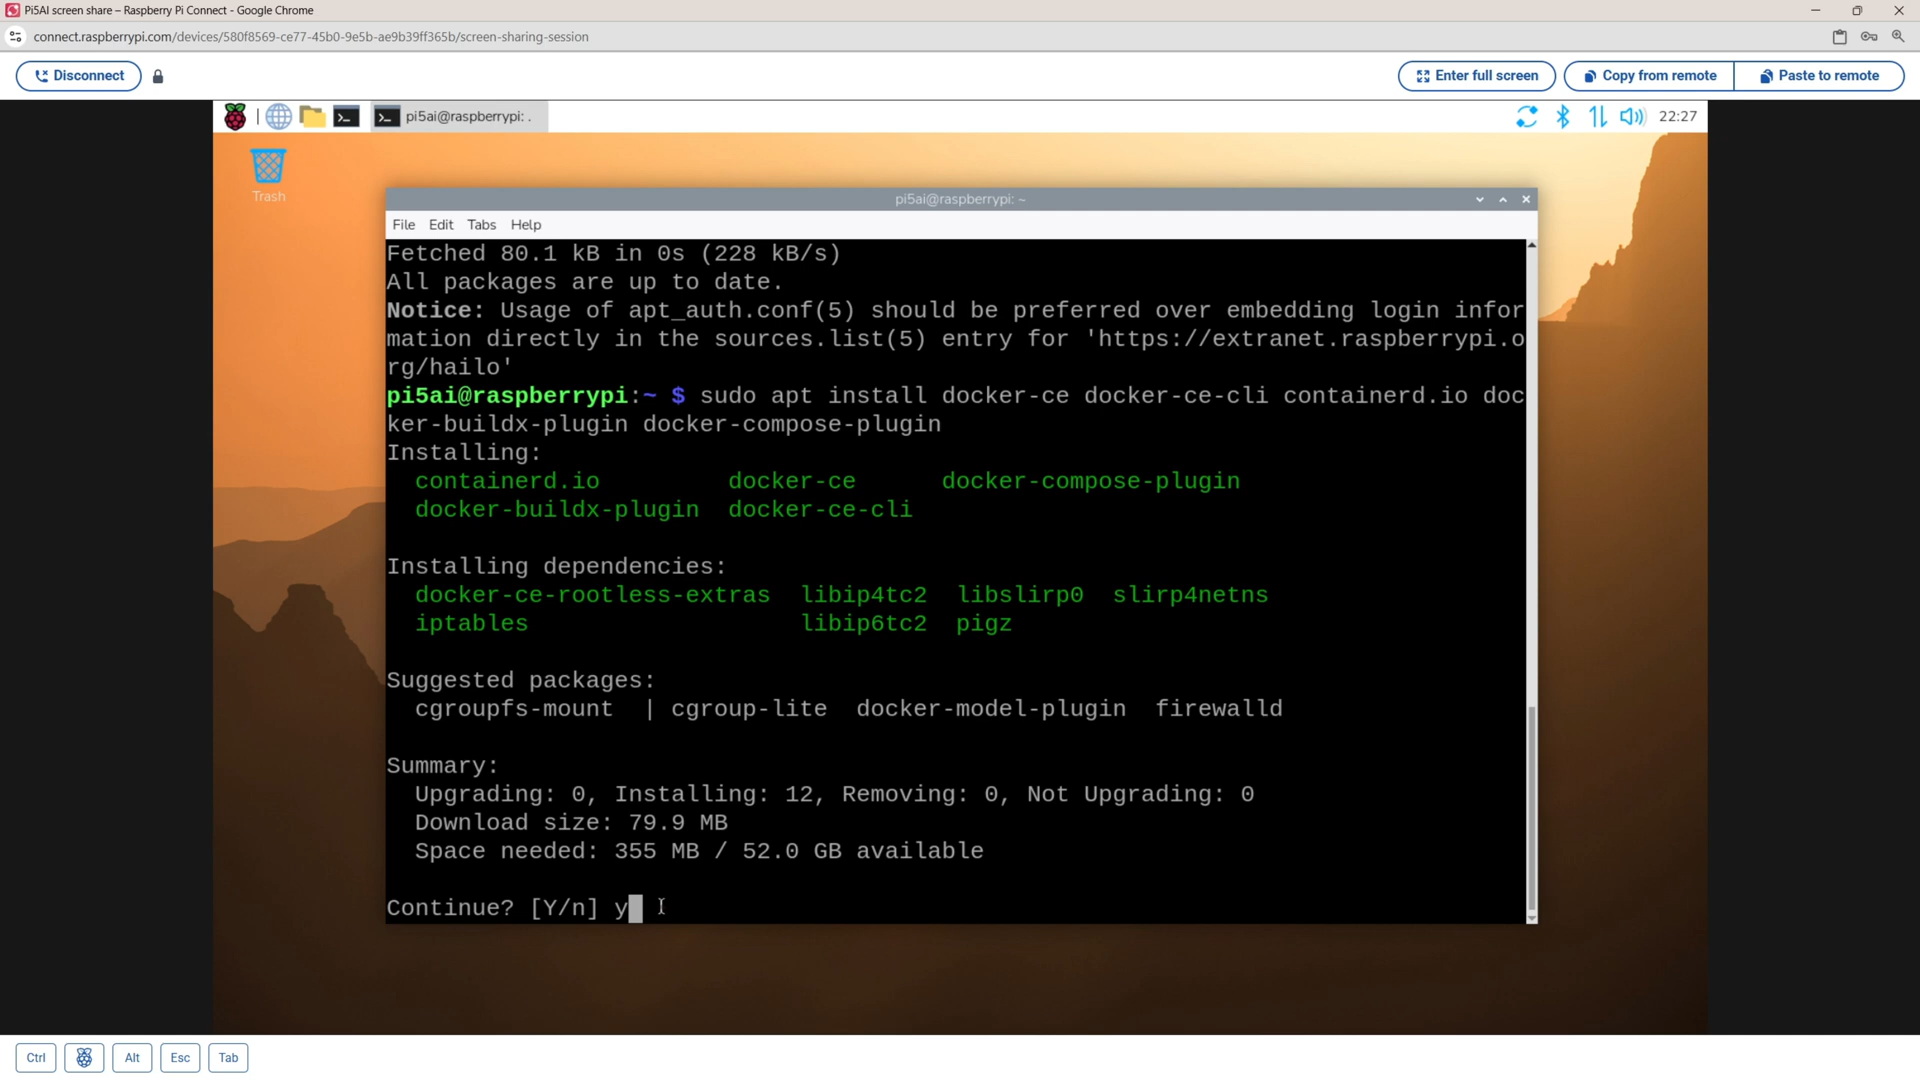 Pi5AI screen share – Raspberry Pi Connect - Google Chrome
connect.raspberrypi.com/devices/580f8569-ce77-45b0-9e5b-ae9b39ff365b/screen-sharing-session
Disconnect
Enter full screen
Copy from remote
Paste to remote
pi5ai@raspberrypi: .
22:27
Trash
pi5ai@raspberrypi: ~
File Edit Tabs Help
Fetched 80.1 kB in 0s (228 kB/s)
All packages are up to date.
Notice: Usage of apt_auth.conf(5) should be preferred over embedding login infor
mation directly in the sources.list(5) entry for 'https://extranet.raspberrypi.o
rg/hailo'
pi5ai@raspberrypi:~ $ sudo apt install docker-ce docker-ce-cli containerd.io doc
ker-buildx-plugin docker-compose-plugin
Installing:
containerd.io docker-ce docker-compose-plugin
docker-buildx-plugin docker-ce-cli
Installing dependencies:
docker-ce-rootless-extras libip4tc2 libslirp0 slirp4netns
iptables libip6tc2 pigz
Suggested packages:
cgroupfs-mount | cgroup-lite docker-model-plugin firewalld
Summary:
Upgrading: 0, Installing: 12, Removing: 0, Not Upgrading: 0
Download size: 79.9 MB
Space needed: 355 MB / 52.0 GB available
Continue? [Y/n] y
Ctrl
Alt
Esc
Tab